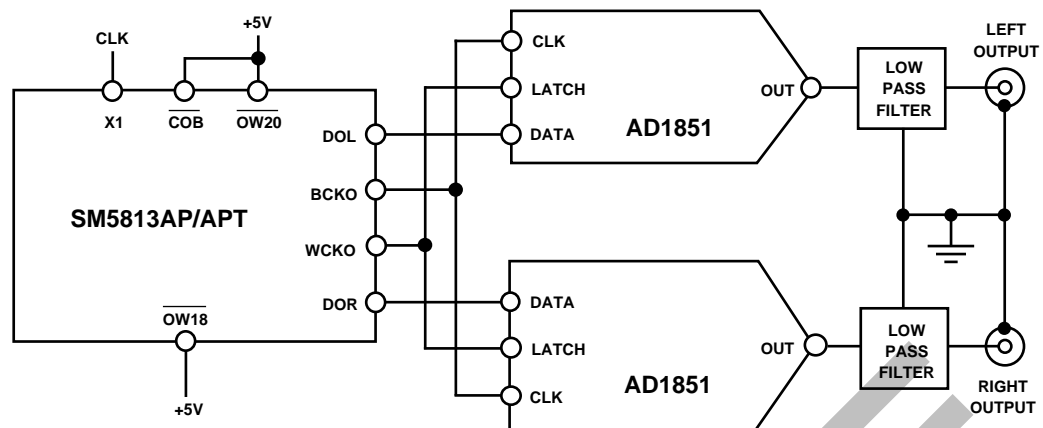 +5V
CLK
X1
COB
OW20
DOL
BCKO
SM5813AP/APT
WCKO
DOR
OW18
+5V
CLK
LATCH
DATA
AD1851
OUT
LOW
PASS
FILTER
LEFT
OUTPUT
DATA
LATCH
CLK
AD1851
OUT
LOW
PASS
FILTER
RIGHT
OUTPUT